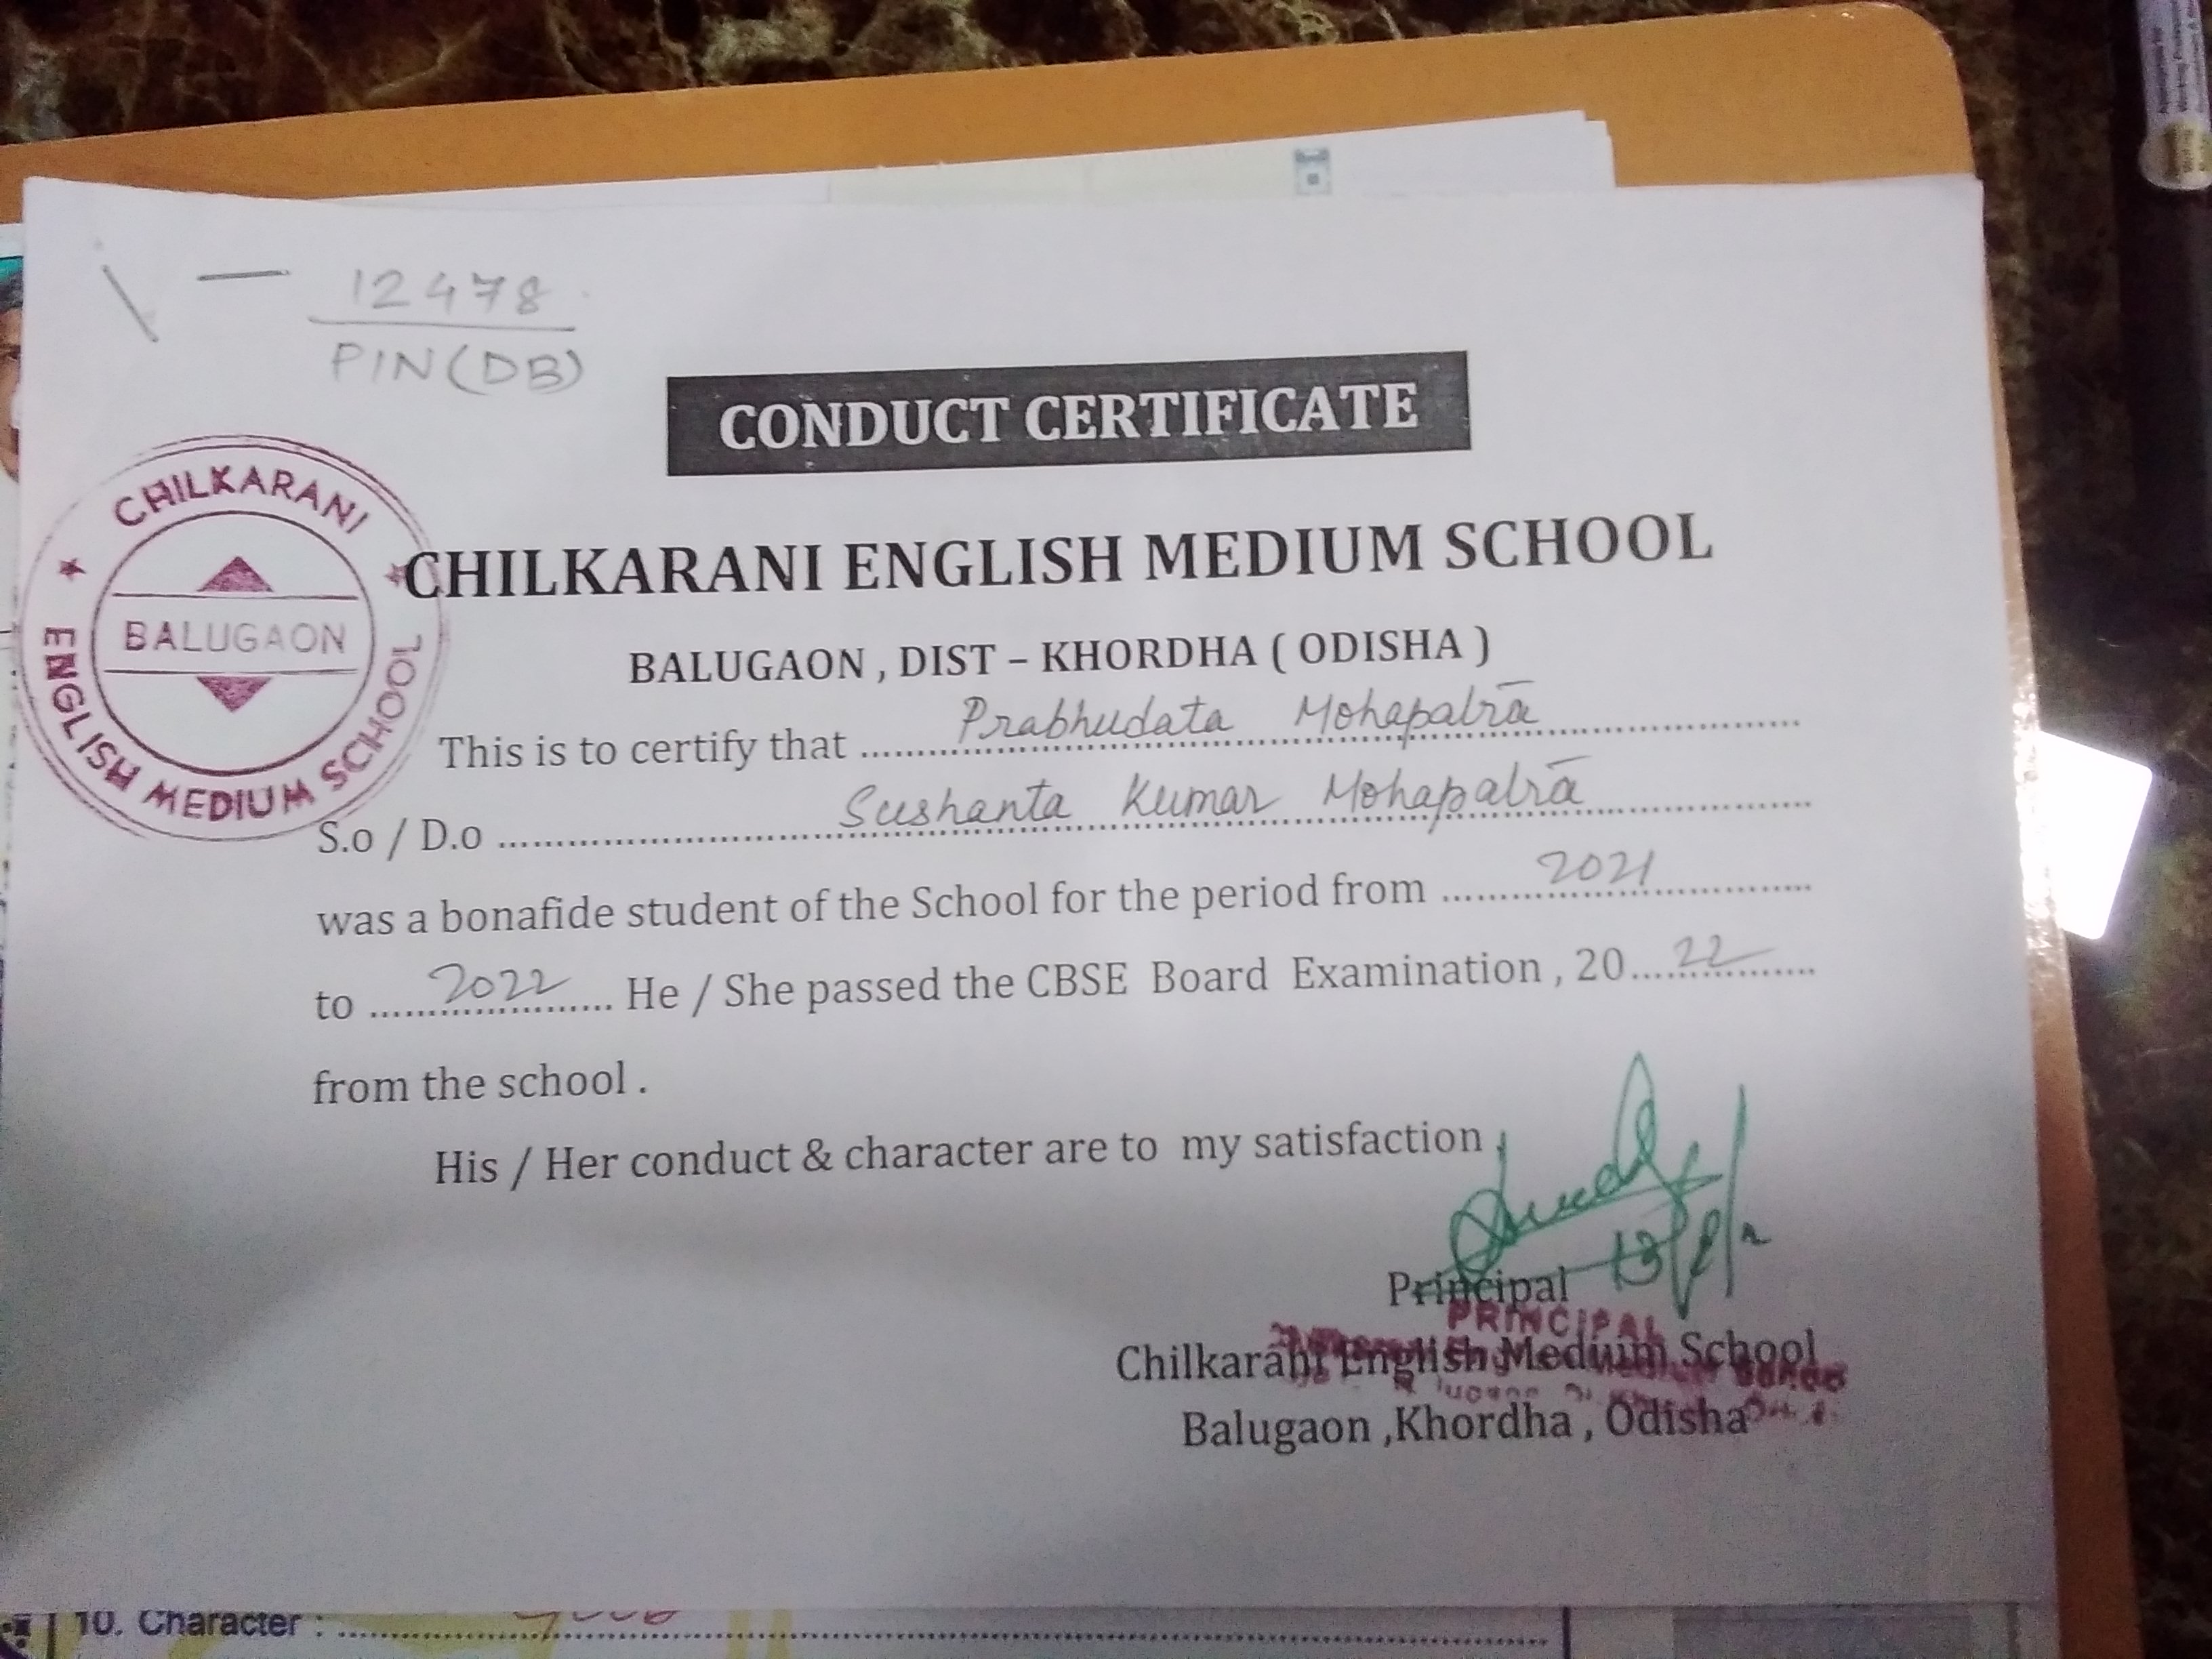 12478
PIN(DB)
CONDUCT CERTIFICATE
CHILKARANI
ENGLISH MEDIUM SCHOOL
BALUGAON
CHILKARANI ENGLISH MEDIUM SCHOOL
BALUGAON , DIST – KHORDHA ( ODISHA )
This is to certify that Prabhudata Mohapatra
S.o / D.o Sushanta Kumar Mohapatra
was a bonafide student of the School for the period from 2021
to 2022 He / She passed the CBSE Board Examination , 20 22
from the school .
His / Her conduct & character are to my satisfaction
Principal
PRINCIPAL
Chilkarani English Medium School
Balugaon ,Khordha , Odisha
10. Character :